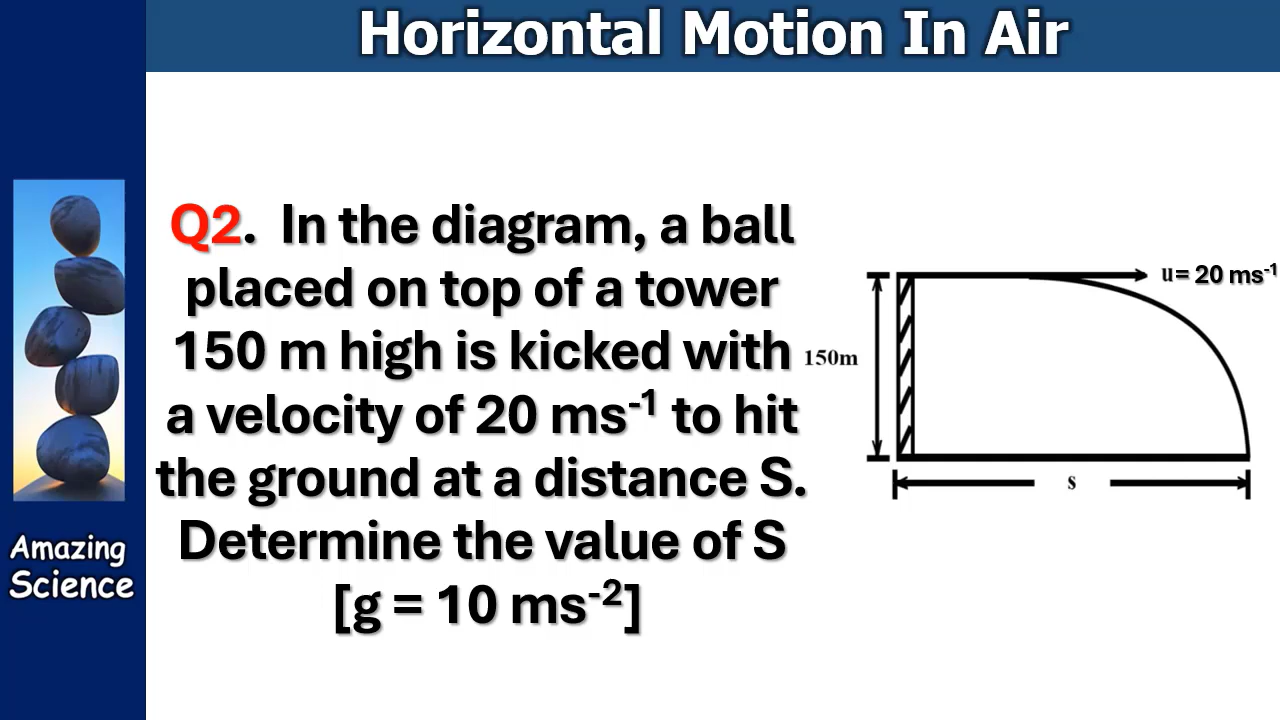 Horizontal Motion In Air
Q2. In the diagram, a ball
placed on top of a tower
150 m high is kicked with
a velocity of 20 ms⁻¹ to hit
the ground at a distance S.
Determine the value of S
[g = 10 ms⁻²]
u= 20 ms⁻¹
150m
s
Amazing
Science